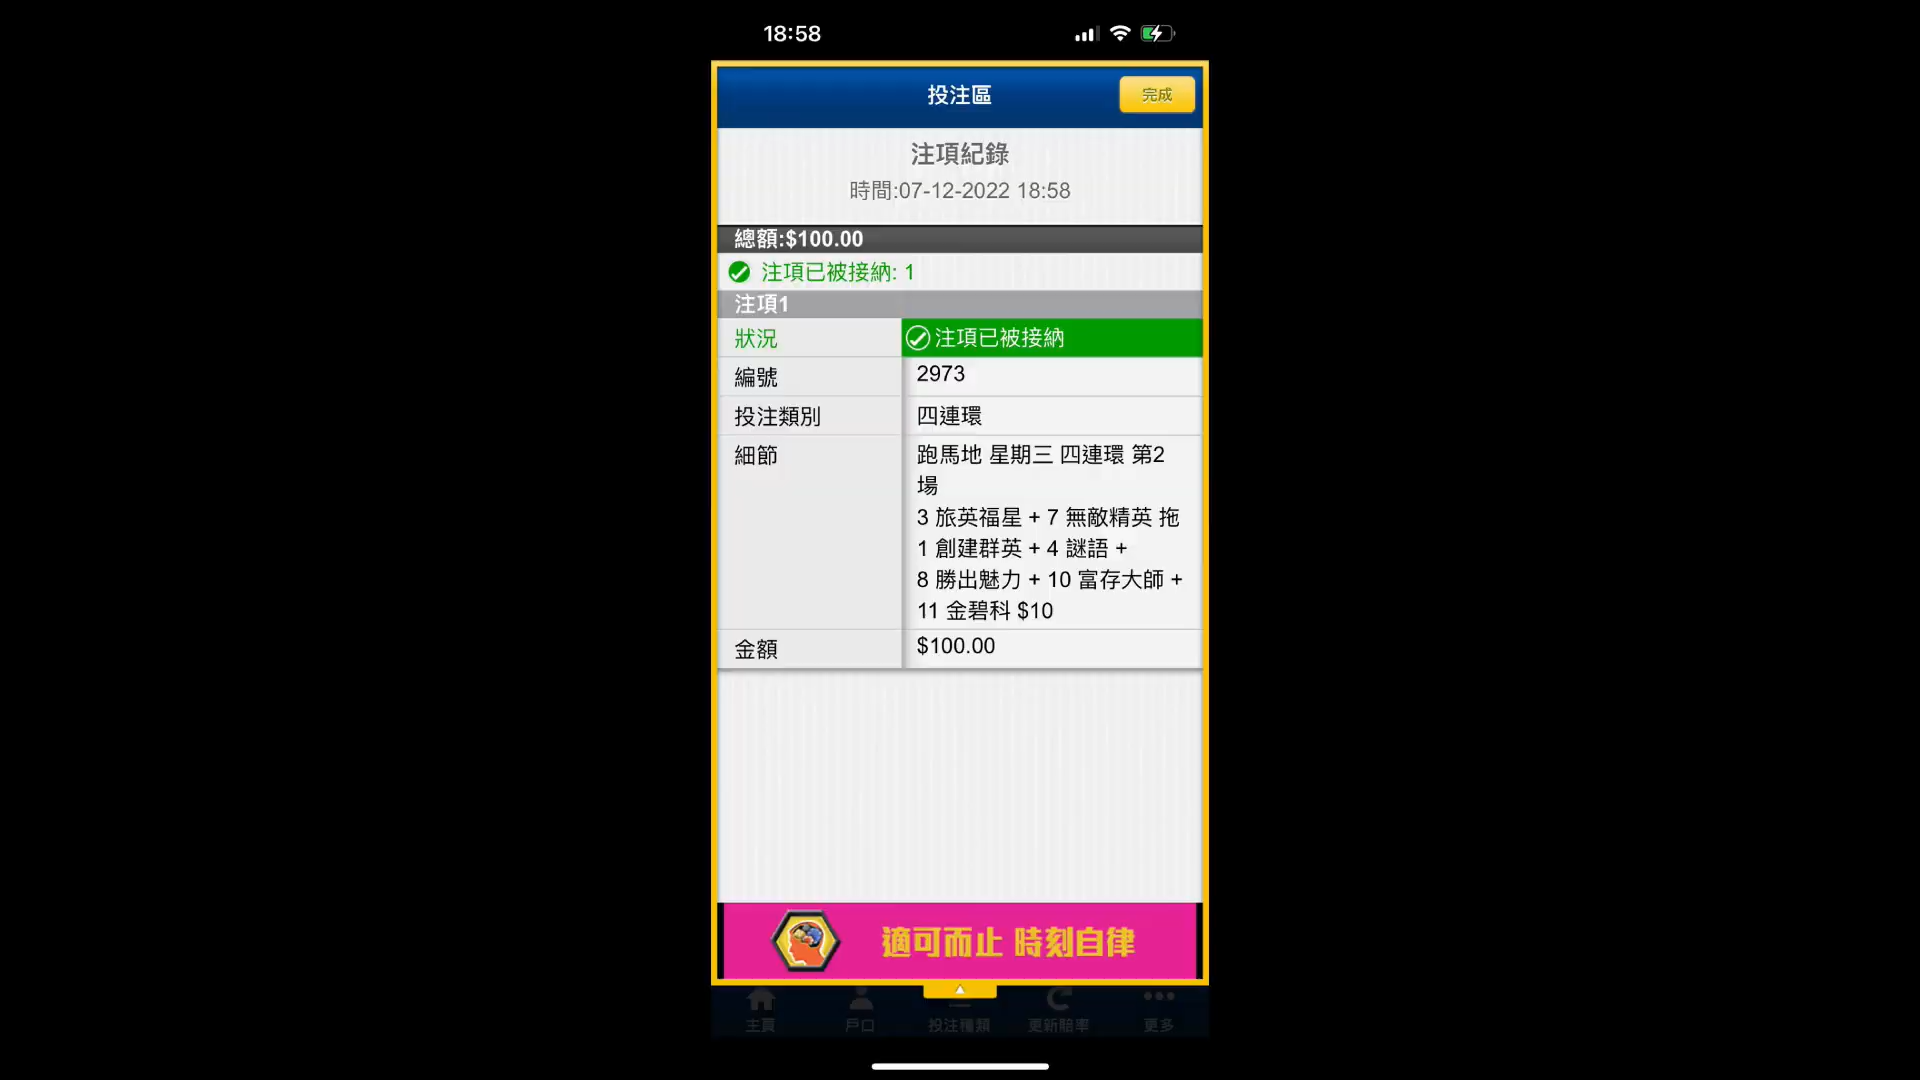 18:58
投注區
完成
注項紀錄
時間:07-12-2022 18:58
總額:$100.00
注項已被接納: 1
注項1
狀況 注項已被接納
編號 2973
投注類別 四連環
細節 跑馬地 星期三 四連環 第2
場
3 旅英福星 + 7 無敵精英 拖
1 創建群英 + 4 謎語 +
8 勝出魅力 + 10 富存大師 +
11 金碧科 $10
金額 $100.00
適可而止 時刻自律
主頁 戶口 投注種類 更新賠率 更多